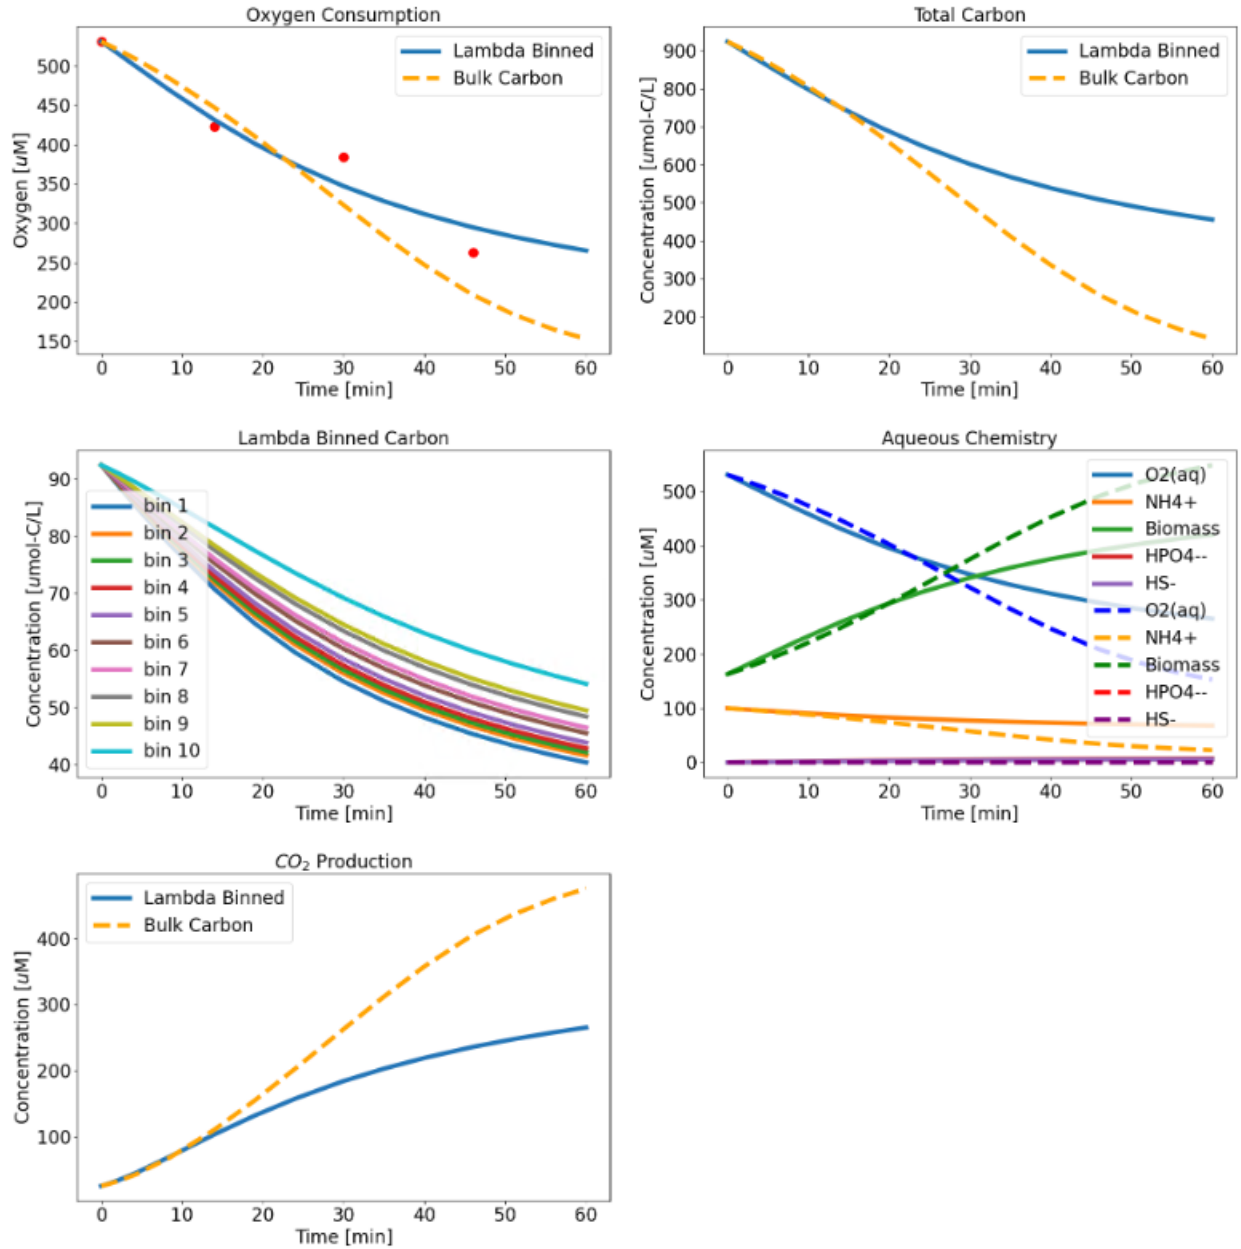 Oxygen Consumption
Oxygen [uM]
500
450
400
350
300
250
200
150
0 10 20 30 40 50 60
Time [min]
Lambda Binned
Bulk Carbon
Total Carbon
Concentration [umol-C/L]
900
800
700
600
500
400
300
200
0 10 20 30 40 50 60
Time [min]
Lambda Binned
Bulk Carbon
Lambda Binned Carbon
Concentration [umol-C/L]
90
80
70
60
50
40
0 10 20 30 40 50 60
Time [min]
bin 1
bin 2
bin 3
bin 4
bin 5
bin 6
bin 7
bin 8
bin 9
bin 10
Aqueous Chemistry
Concentration [uM]
500
400
300
200
100
0
0 10 20 30 40 50 60
Time [min]
O2(aq)
NH4+
Biomass
HPO4--
HS-
O2(aq)
NH4+
Biomass
HPO4--
HS-
CO₂ Production
Concentration [uM]
400
300
200
100
0 10 20 30 40 50 60
Time [min]
Lambda Binned
Bulk Carbon